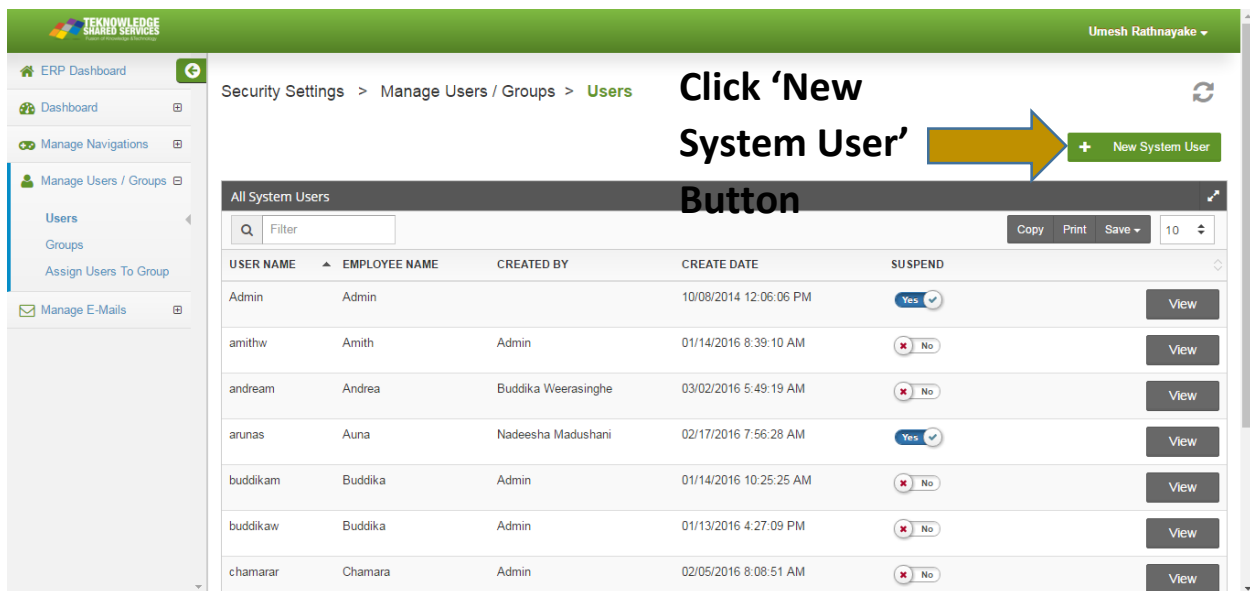 TEKNOWLEDGE
SHARED SERVICES
Umesh Rathnayake
ERP Dashboard
Dashboard
Manage Navigations
Manage Users / Groups
Users
Groups
Assign Users To Group
Manage E-Mails
Security Settings > Manage Users / Groups > Users
Click ‘New
System User’
Button
+ New System User
All System Users
Filter
Copy Print Save 10
USER NAME EMPLOYEE NAME CREATED BY CREATE DATE SUSPEND
Admin Admin 10/08/2014 12:06:06 PM Yes View
amithw Amith Admin 01/14/2016 8:39:10 AM No View
andream Andrea Buddika Weerasinghe 03/02/2016 5:49:19 AM No View
arunas Auna Nadeesha Madushani 02/17/2016 7:56:28 AM Yes View
buddikam Buddika Admin 01/14/2016 10:25:25 AM No View
buddikaw Buddika Admin 01/13/2016 4:27:09 PM No View
chamarar Chamara Admin 02/05/2016 8:08:51 AM No View